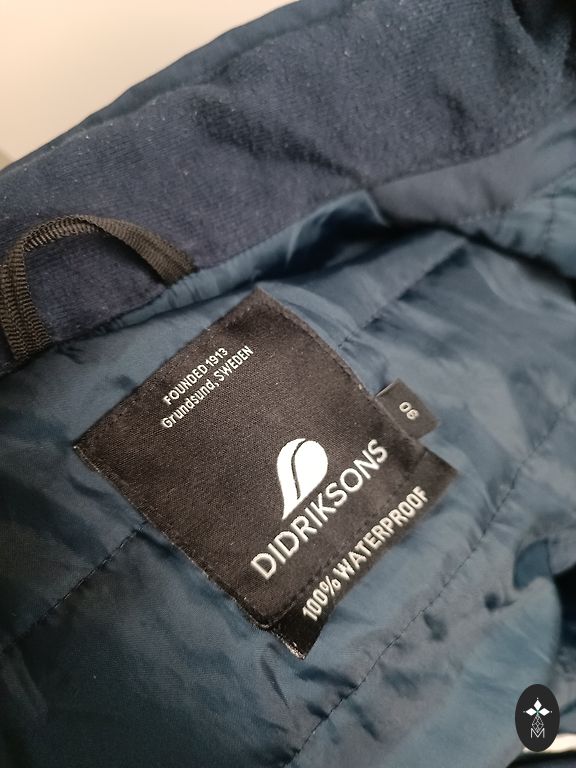 FOUNDED 1913
Grundsund, SWEDEN
90
DIDRIKSONS
100% WATERPROOF
M